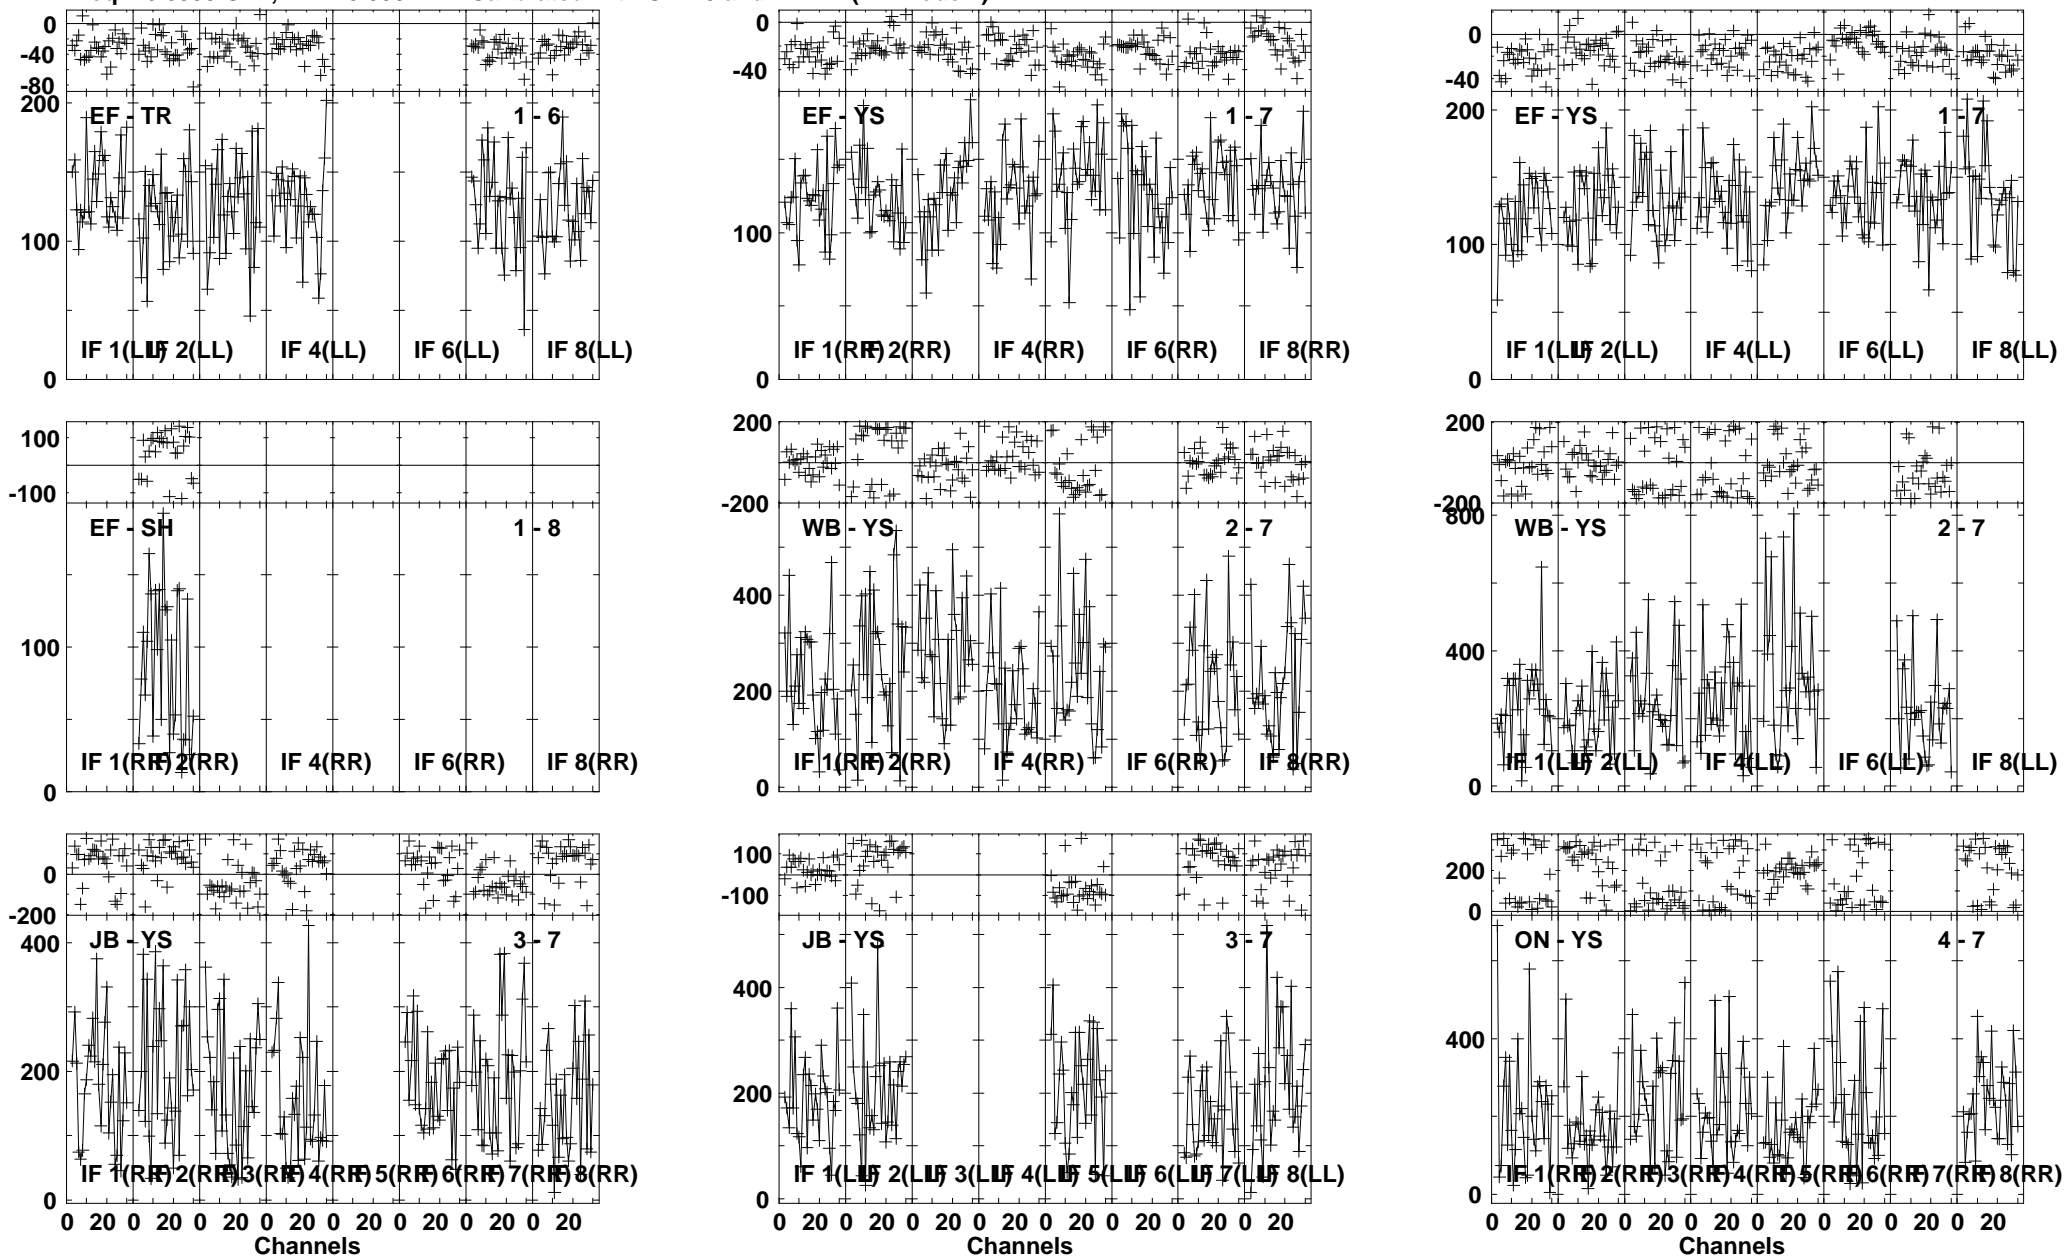 0 0 0
-40 -40 -40
-80
200 EF - TR 1 - 6 EF - YS 1 - 7 200 EF - YS 1 - 7
100 100 100
IF 1(LL) IF 2(LL) IF 4(LL) IF 6(LL) IF 8(LL) IF 1(RR) IF 2(RR) IF 4(RR) IF 6(RR) IF 8(RR) IF 1(LL) IF 2(LL) IF 4(LL) IF 6(LL) IF 8(LL)
0 0 0
100 200 200
-100 -200 -200
EF - SH 1 - 8 WB - YS 2 - 7 800 WB - YS 2 - 7
400
100 400
200
IF 1(RR) IF 2(RR) IF 4(RR) IF 6(RR) IF 8(RR) IF 1(RR) IF 2(RR) IF 4(RR) IF 6(RR) IF 8(RR) IF 1(LL) IF 2(LL) IF 4(LL) IF 6(LL) IF 8(LL)
0 0 0
0 100 200
-200 -100 0
400 JB - YS 3 - 7 JB - YS 3 - 7 ON - YS 4 - 7
400 400
200 200
IF 1(RR) IF 2(RR) IF 3(RR) IF 4(RR) IF 5(RR) IF 6(RR) IF 7(RR) IF 8(RR) IF 1(LL) IF 2(LL) IF 3(LL) IF 4(LL) IF 5(LL) IF 6(LL) IF 7(LL) IF 8(LL) IF 1(RR) IF 2(RR) IF 3(RR) IF 4(RR) IF 5(RR) IF 6(RR) IF 7(RR) IF 8(RR)
0 0 0
0 20 0 20 0 20 0 20 0 20 0 20 0 20 0 20 0 20 0 20 0 20 0 20 0 20 0 20 0 20 0 20 0 20 0 20 0 20 0 20 0 20 0 20 0 20 0 20
Channels Channels Channels